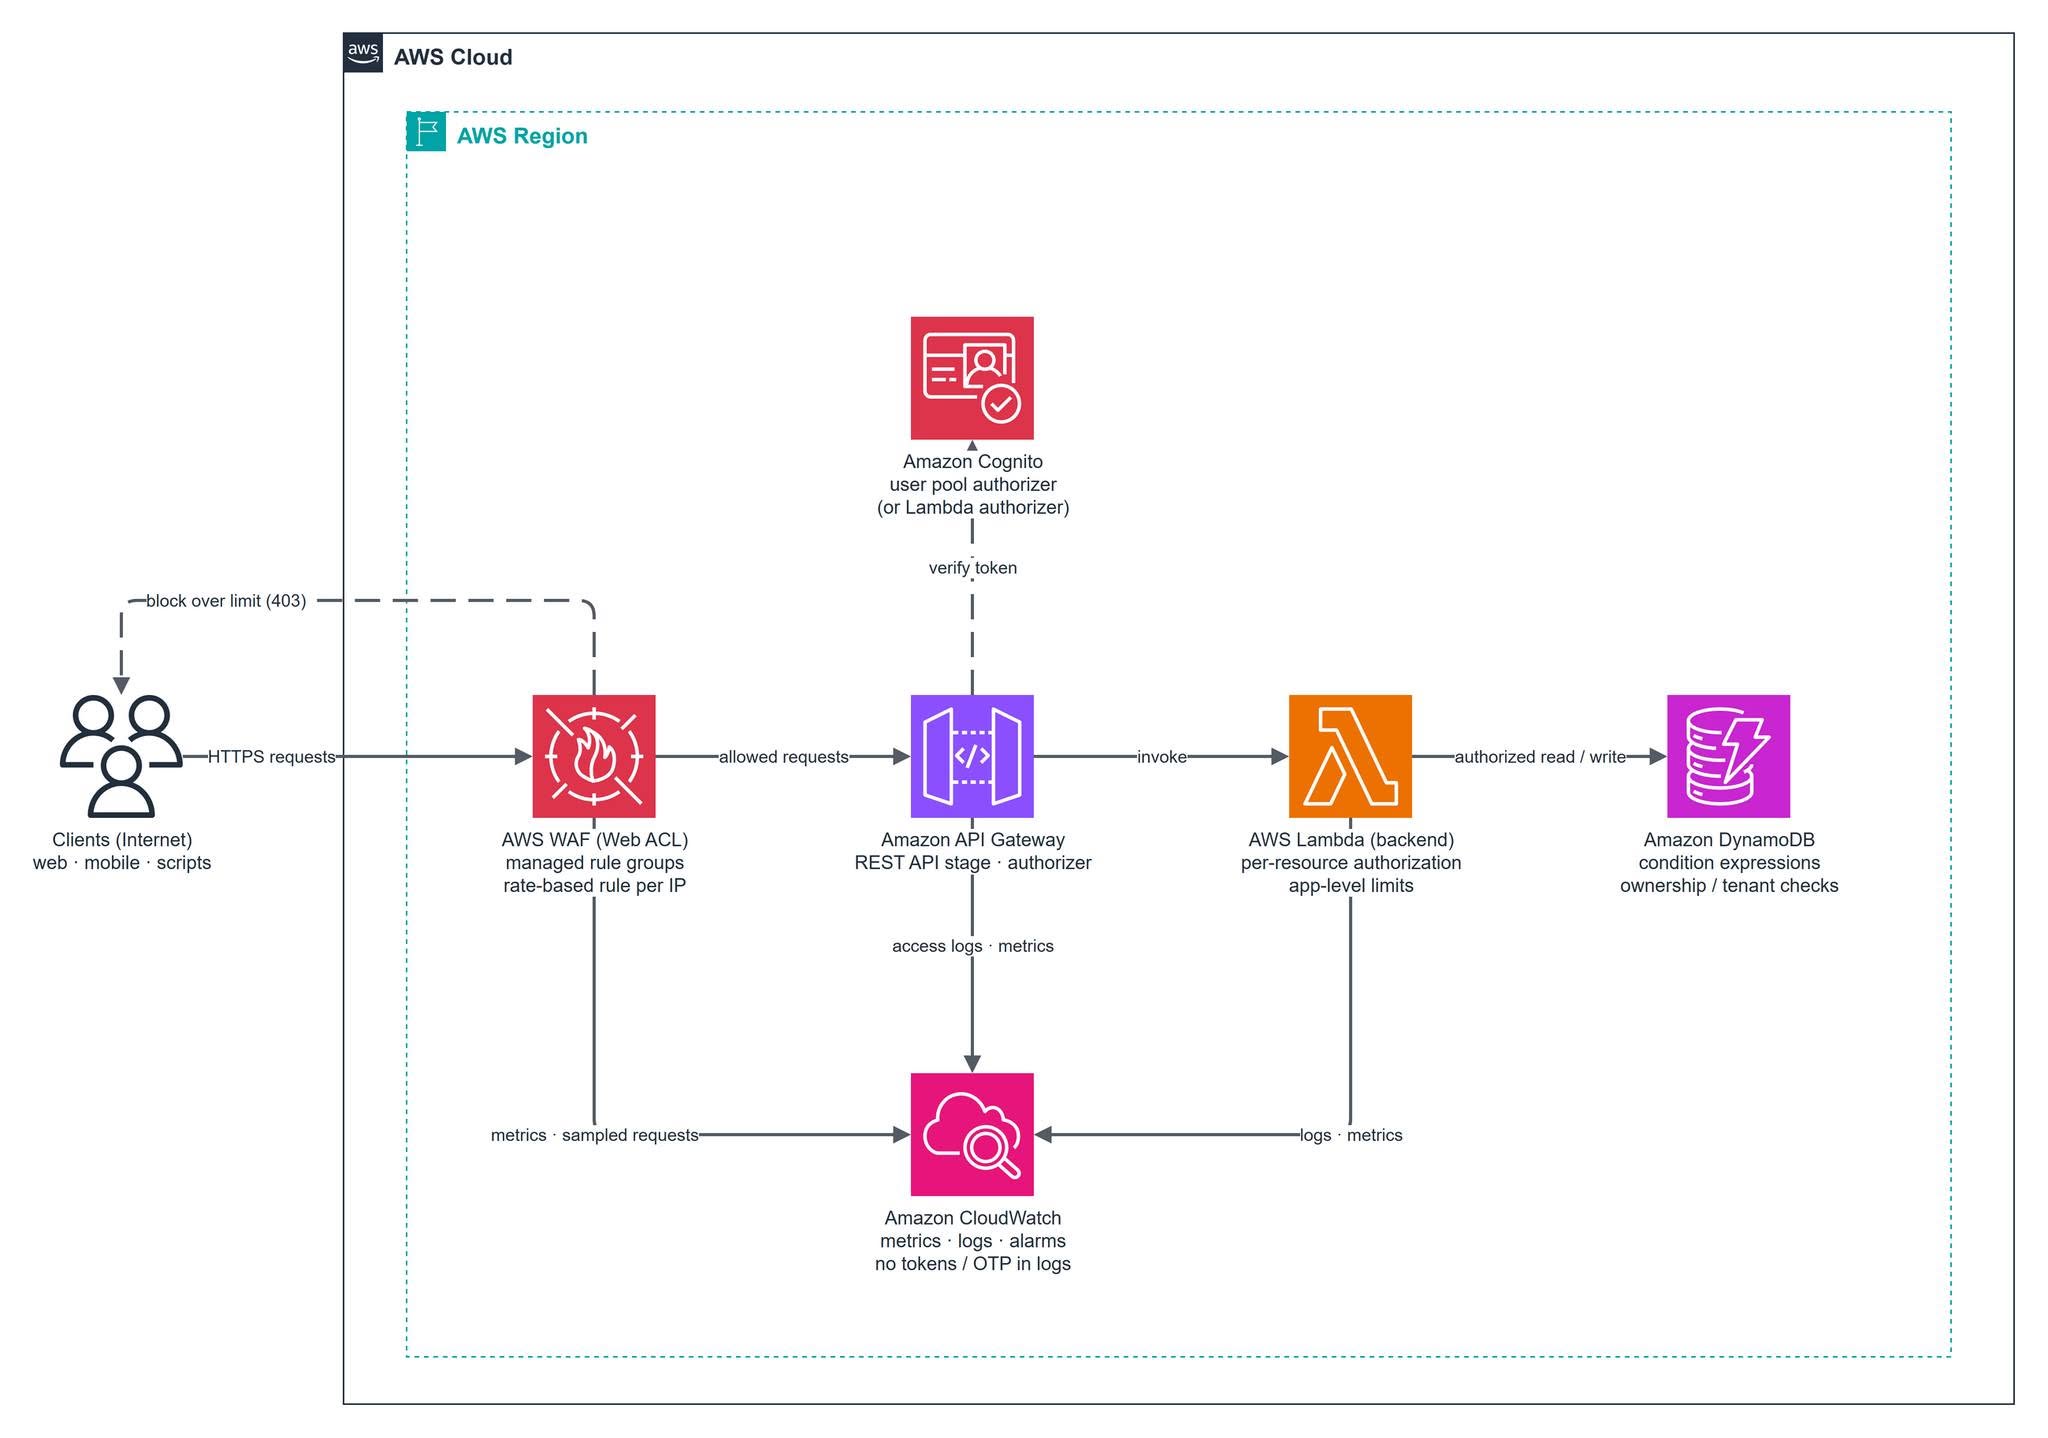 aws
AWS Cloud
AWS Region
Amazon Cognito
user pool authorizer
(or Lambda authorizer)
verify token
block over limit (403)
HTTPS requests
allowed requests
invoke
authorized read / write
Clients (Internet)
web · mobile · scripts
AWS WAF (Web ACL)
managed rule groups
rate-based rule per IP
Amazon API Gateway
REST API stage · authorizer
AWS Lambda (backend)
per-resource authorization
app-level limits
Amazon DynamoDB
condition expressions
ownership / tenant checks
access logs · metrics
metrics · sampled requests
logs · metrics
Amazon CloudWatch
metrics · logs · alarms
no tokens / OTP in logs